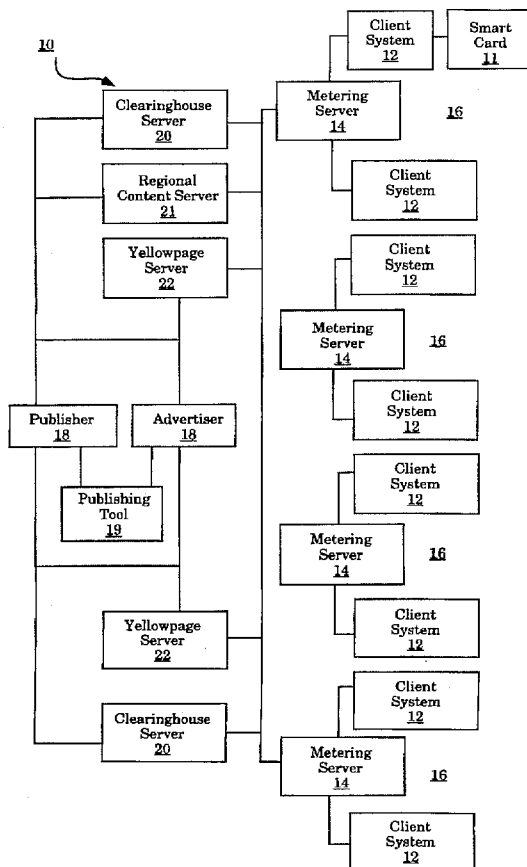 10
Client
System
12
Smart
Card
11
Clearinghouse
Server
20
Metering
Server
14
16
Regional
Content Server
21
Client
System
12
Yellowpage
Server
22
Client
System
12
Metering
Server
14
16
Publisher
18
Advertiser
18
Client
System
12
Publishing
Tool
19
Client
System
12
Metering
Server
14
16
Yellowpage
Server
22
Client
System
12
Clearinghouse
Server
20
Client
System
12
Metering
Server
14
16
Client
System
12